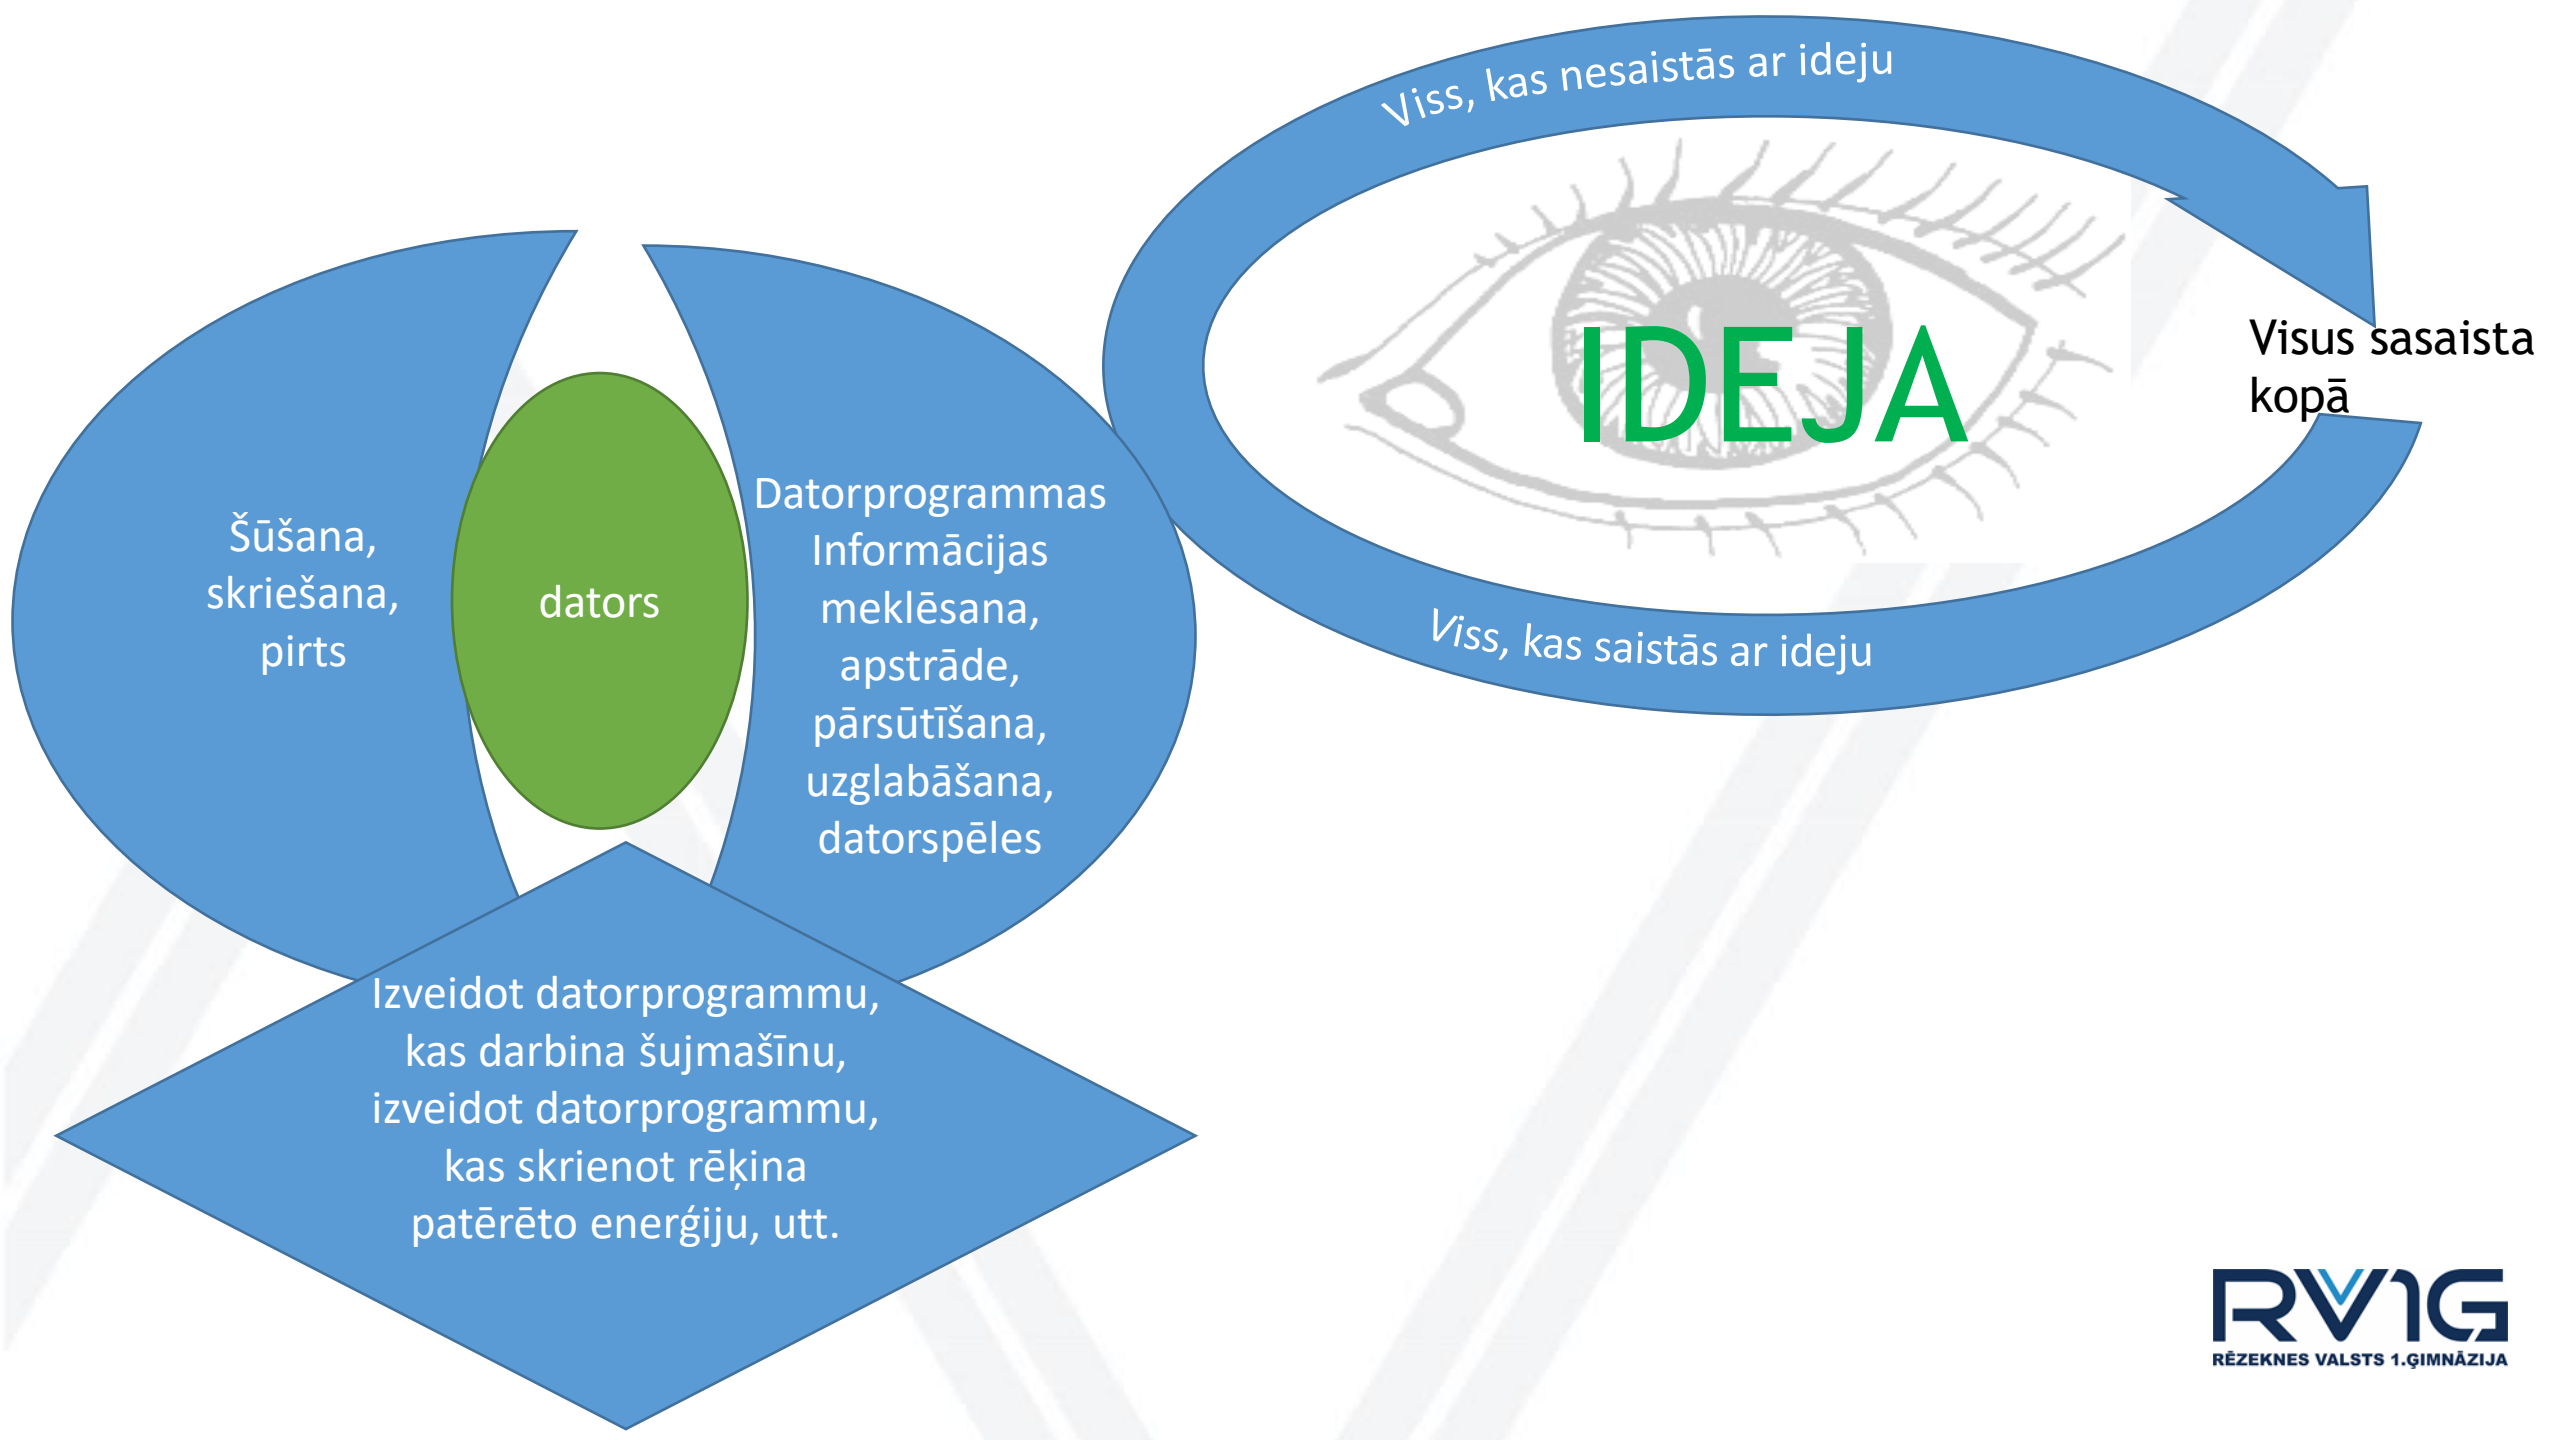 Viss, kas nesaistās ar ideju
IDEJA
Visus sasaista
kopā
Viss, kas saistās ar ideju
Šūšana,
skriešana,
pirts
dators
Datorprogrammas
Informācijas
meklēsana,
apstrāde,
pārsūtīšana,
uzglabāšana,
datorspēles
Izveidot datorprogrammu,
kas darbina šujmašīnu,
izveidot datorprogrammu,
kas skrienot rēķina
patērēto enerģiju, utt.
RV1G
RĒZEKNES VALSTS 1.ĢIMNĀZIJA